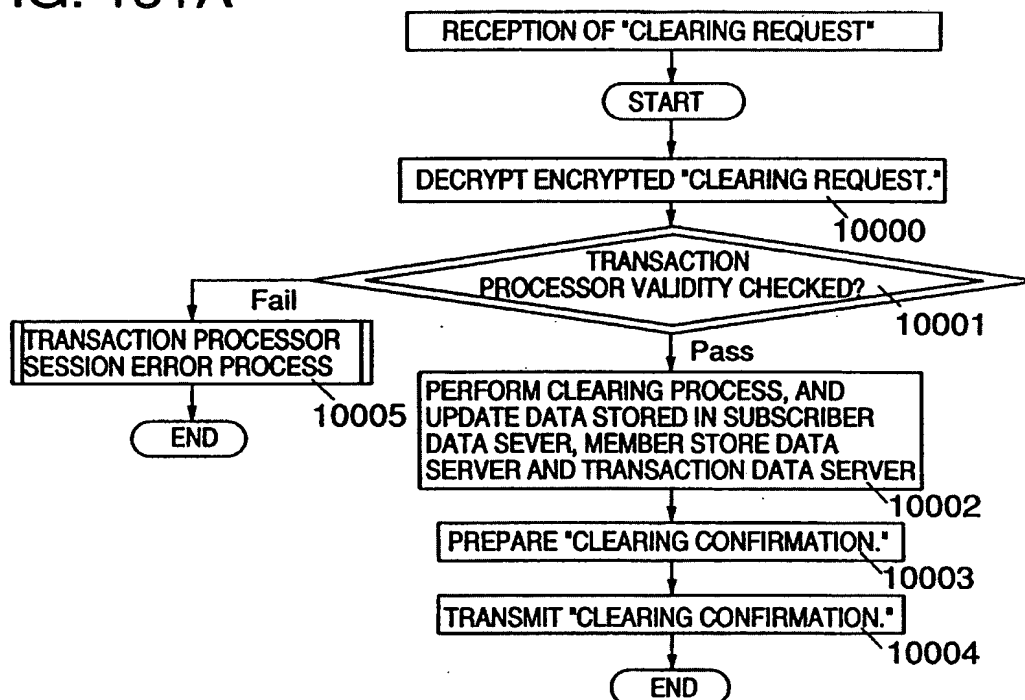 RECEPTION OF "CLEARING REQUEST"
START
DECRYPT ENCRYPTED "CLEARING REQUEST."
10000
TRANSACTION
PROCESSOR VALIDITY CHECKED?
10001
Fail
TRANSACTION PROCESSOR
SESSION ERROR PROCESS
10005
END
Pass
PERFORM CLEARING PROCESS, AND
UPDATE DATA STORED IN SUBSCRIBER
DATA SEVER, MEMBER STORE DATA
SERVER AND TRANSACTION DATA SERVER
10002
PREPARE "CLEARING CONFIRMATION."
10003
TRANSMIT "CLEARING CONFIRMATION."
10004
END